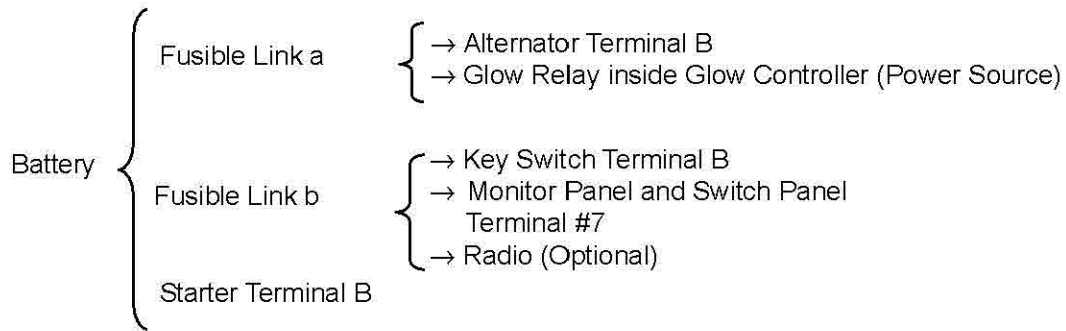 Fusible Link a
→ Alternator Terminal B
→ Glow Relay inside Glow Controller (Power Source)
Battery
Fusible Link b
→ Key Switch Terminal B
→ Monitor Panel and Switch Panel
Terminal #7
→ Radio (Optional)
Starter Terminal B